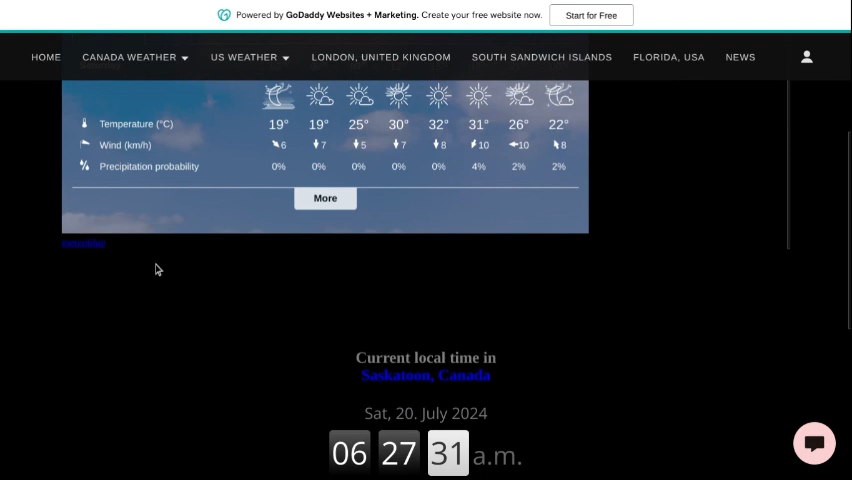 Powered by GoDaddy Websites + Marketing. Create your free website now. Start for Free
HOME CANADA WEATHER US WEATHER LONDON, UNITED KINGDOM SOUTH SANDWICH ISLANDS FLORIDA, USA NEWS
Temperature (°C) 19° 19° 25° 30° 32° 31° 26° 22°
Wind (km/h) 6 7 5 7 8 10 10 8
Precipitation probability 0% 0% 0% 0% 0% 4% 2% 2%
More
Current local time in
Saskatoon, Canada
Sat, 20. July 2024
06 27 31 a.m.